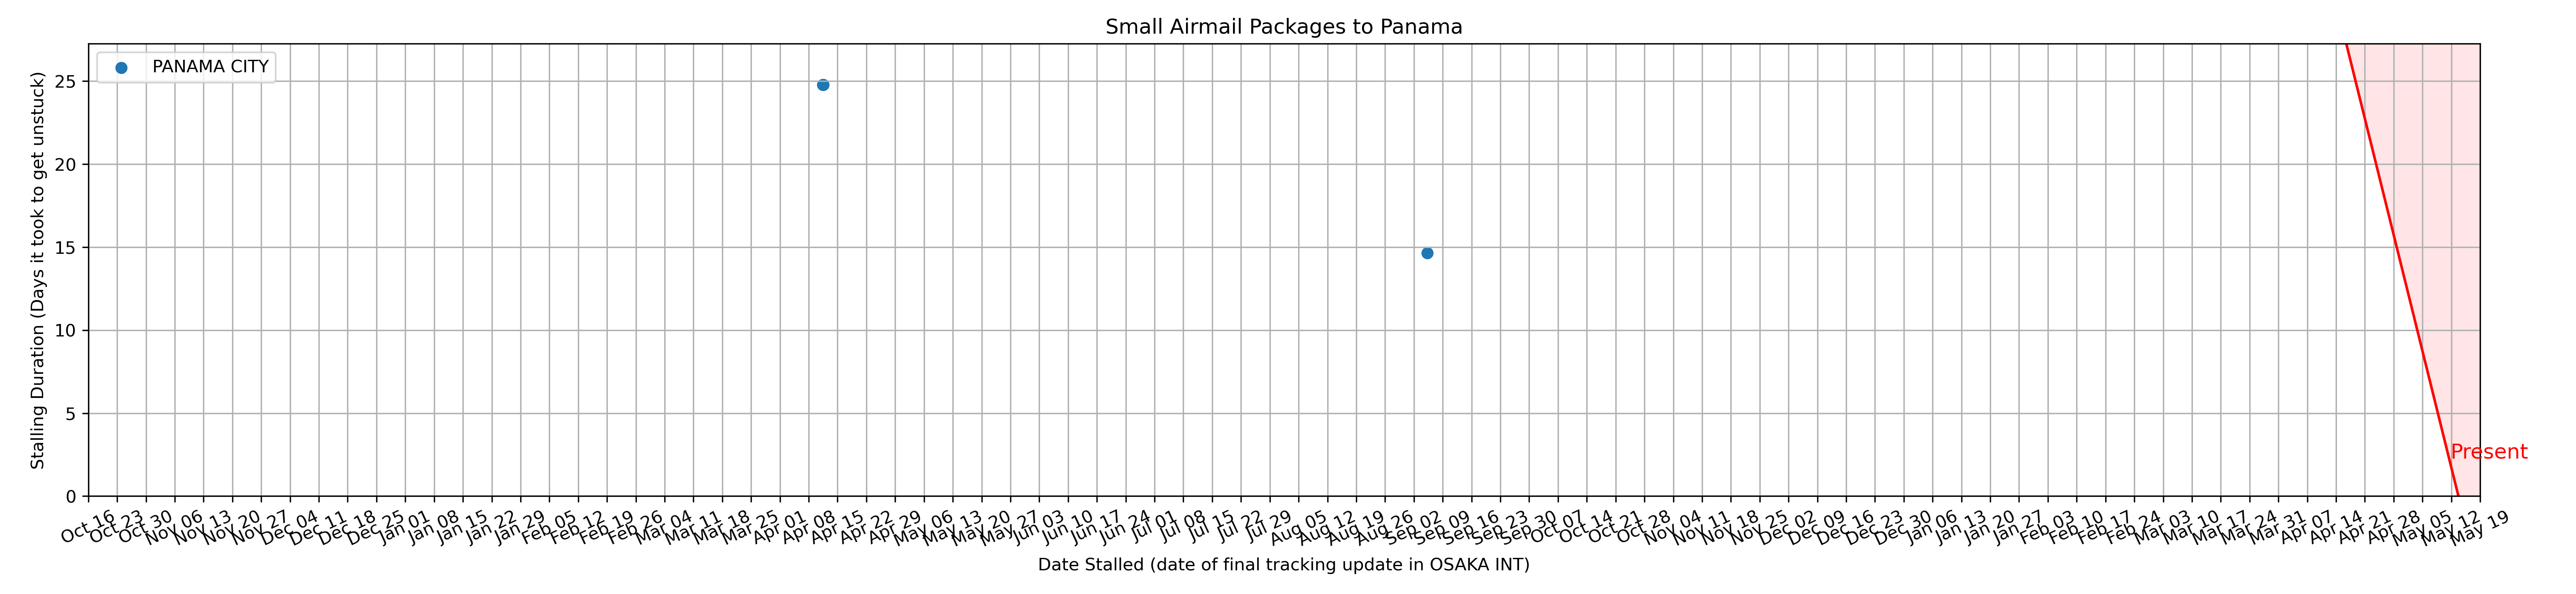 Small Airmail Packages to Panama
PANAMA CITY
Stalling Duration (Days it took to get unstuck)
25
20
15
10
5
0
Present
Oct 16 Oct 23 Oct 30 Nov 06 Nov 13 Nov 20 Nov 27 Dec 04 Dec 11 Dec 18 Dec 25 Jan 01 Jan 08 Jan 15 Jan 22 Jan 29 Feb 05 Feb 12 Feb 19 Feb 26 Mar 04 Mar 11 Mar 18 Mar 25 Apr 01 Apr 08 Apr 15 Apr 22 Apr 29 May 06 May 13 May 20 May 27 Jun 03 Jun 10 Jun 17 Jun 24 Jul 01 Jul 08 Jul 15 Jul 22 Jul 29 Aug 05 Aug 12 Aug 19 Aug 26 Sep 02 Sep 09 Sep 16 Sep 23 Sep 30 Oct 07 Oct 14 Oct 21 Oct 28 Nov 04 Nov 11 Nov 18 Nov 25 Dec 02 Dec 09 Dec 16 Dec 23 Dec 30 Jan 06 Jan 13 Jan 20 Jan 27 Feb 03 Feb 10 Feb 17 Feb 24 Mar 03 Mar 10 Mar 17 Mar 24 Mar 31 Apr 07 Apr 14 Apr 21 Apr 28 May 05 May 12 May 19
Date Stalled (date of final tracking update in OSAKA INT)